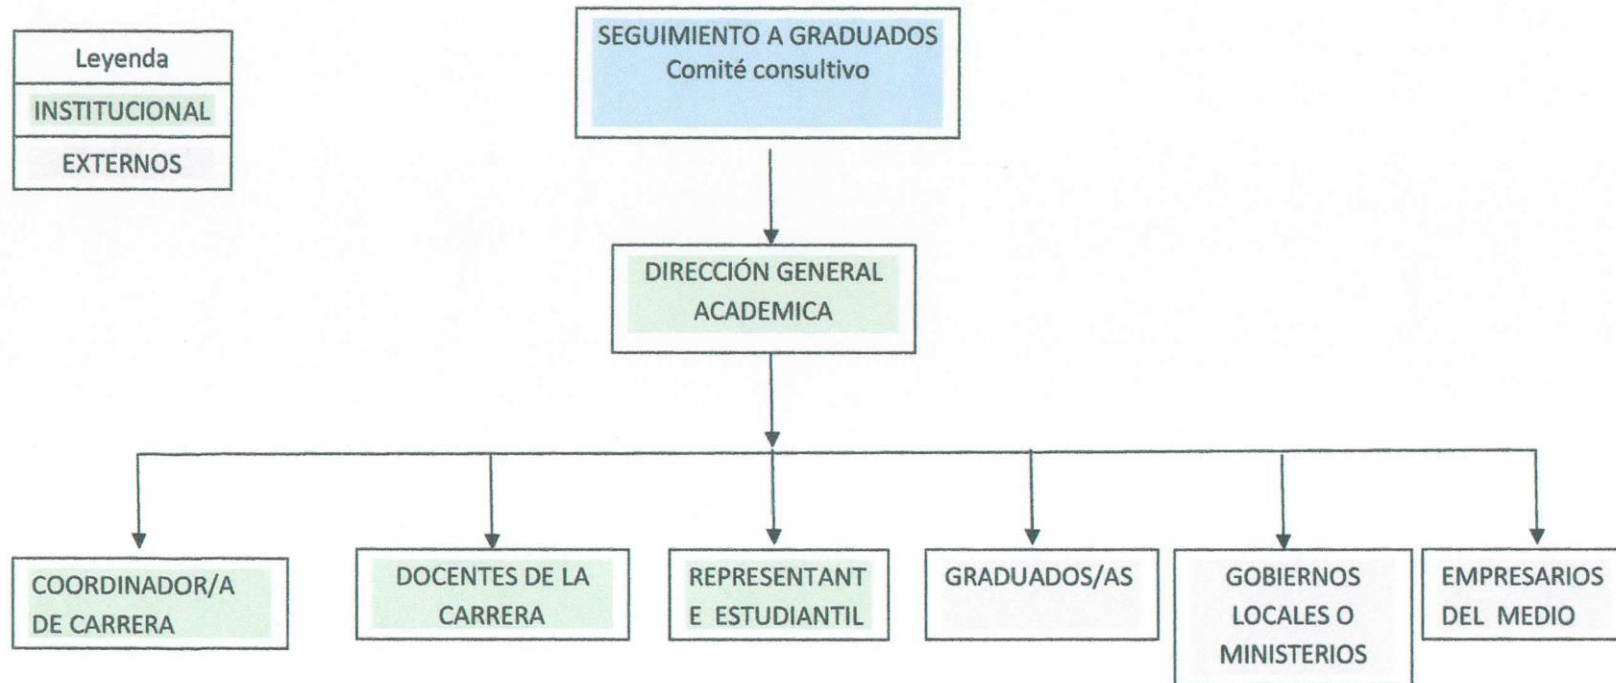 Leyenda
INSTITUCIONAL
EXTERNOS
SEGUIMIENTO A GRADUADOS
Comité consultivo
DIRECCIÓN GENERAL
ACADEMICA
COORDINADOR/A
DE CARRERA
DOCENTES DE LA
CARRERA
REPRESENTANT
E ESTUDIANTIL
GRADUADOS/AS
GOBIERNOS
LOCALES O
MINISTERIOS
EMPRESARIOS
DEL MEDIO